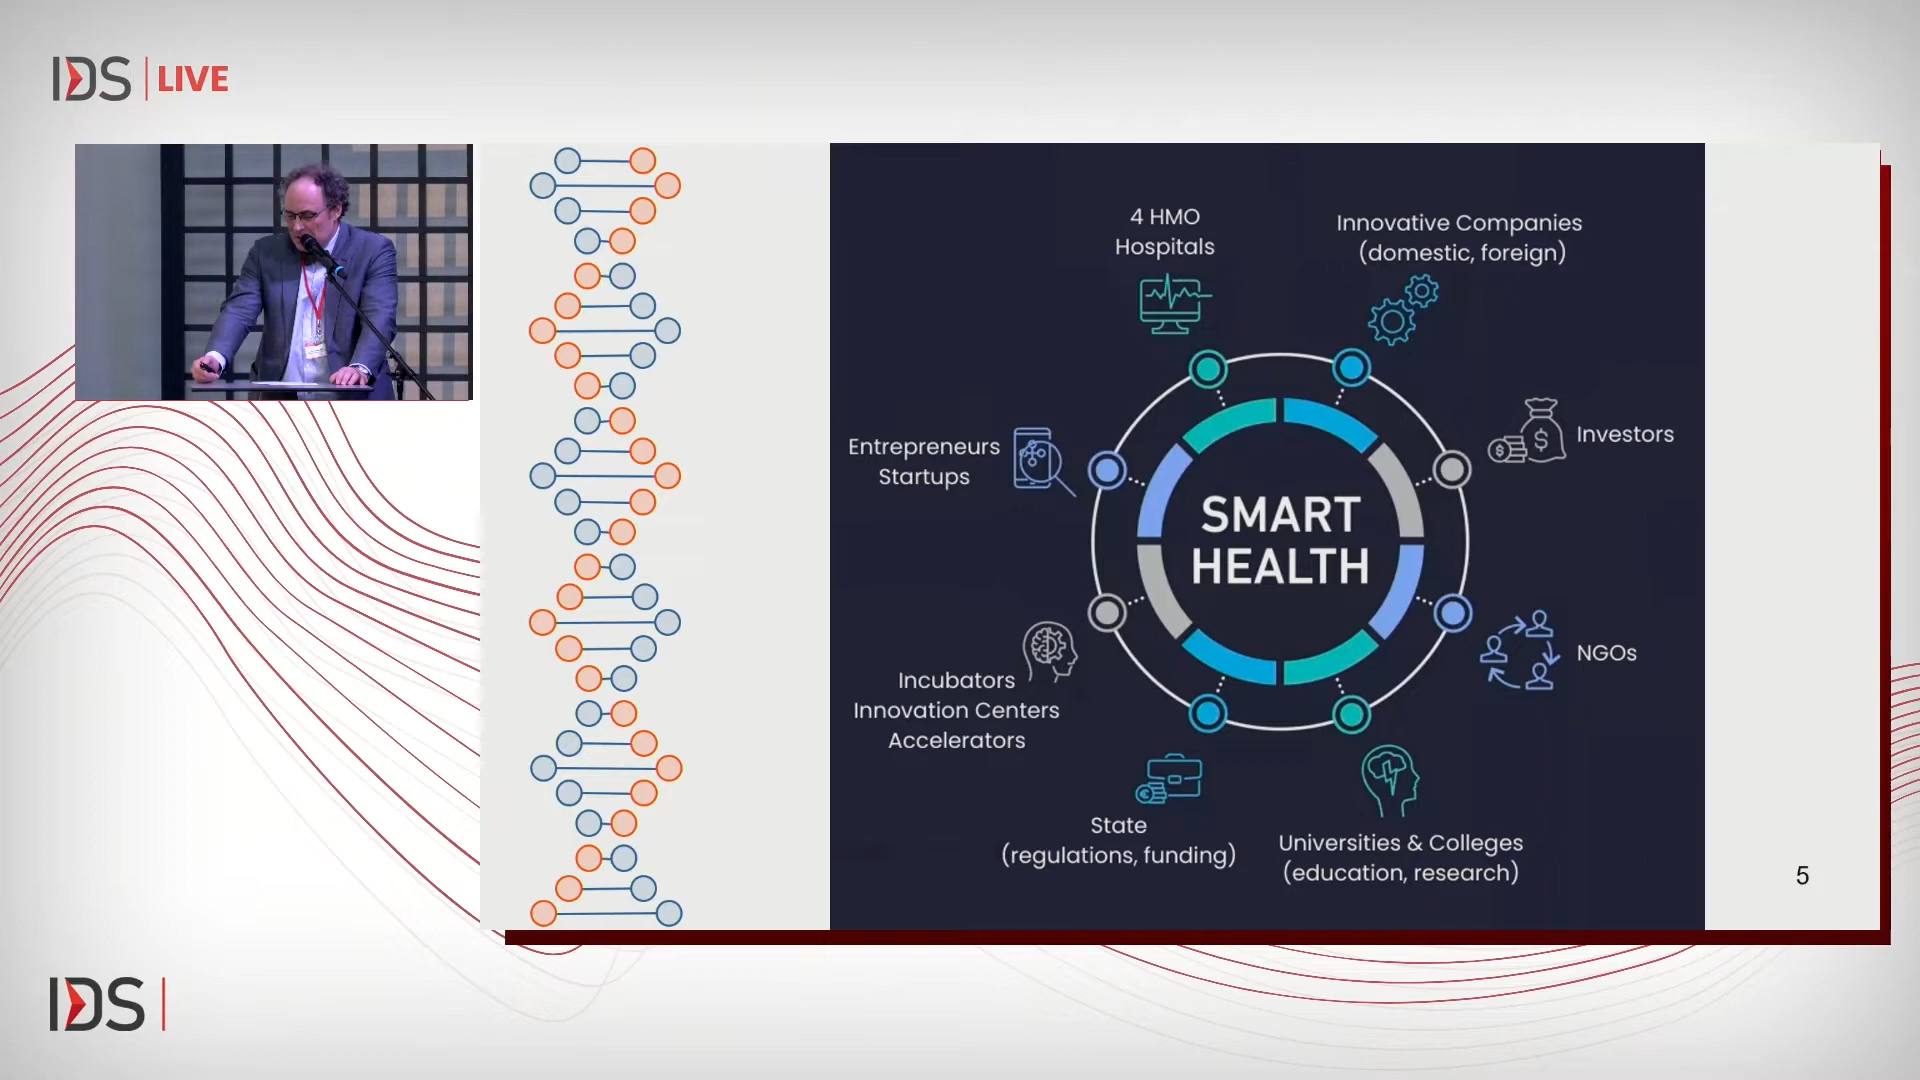 IDS | LIVE
4 HMO
Hospitals
Innovative Companies
(domestic, foreign)
Investors
NGOs
Universities & Colleges
(education, research)
State
(regulations, funding)
Incubators
Innovation Centers
Accelerators
Entrepreneurs
Startups
SMART
HEALTH
5
IDS |